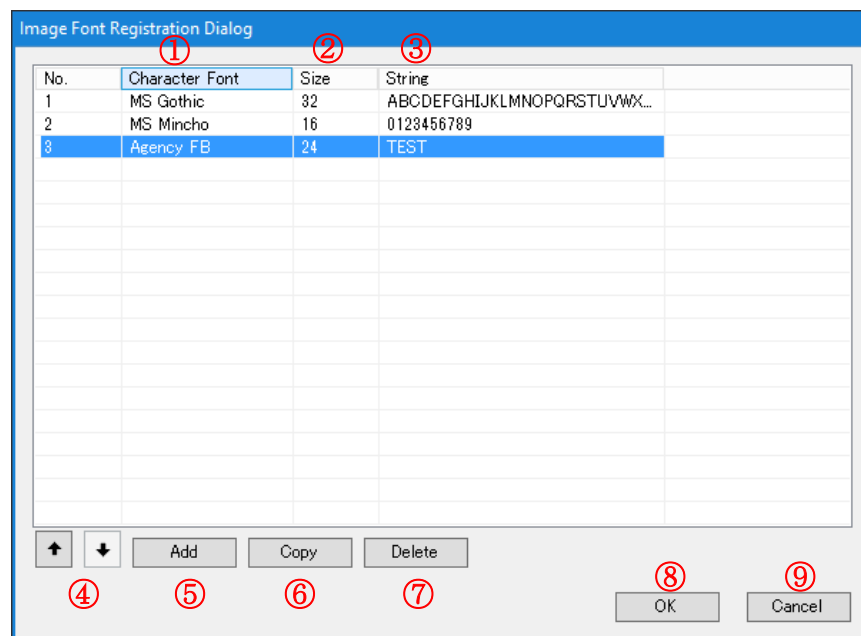 Image Font Registration Dialog
① ② ③
No. Character Font Size String
1 MS Gothic 32 ABCDEFGHIJKLMNOPQRSTUVWX...
2 MS Mincho 16 0123456789
3 Agency FB 24 TEST
Add Copy Delete
④ ⑤ ⑥ ⑦ ⑧ ⑨
OK Cancel